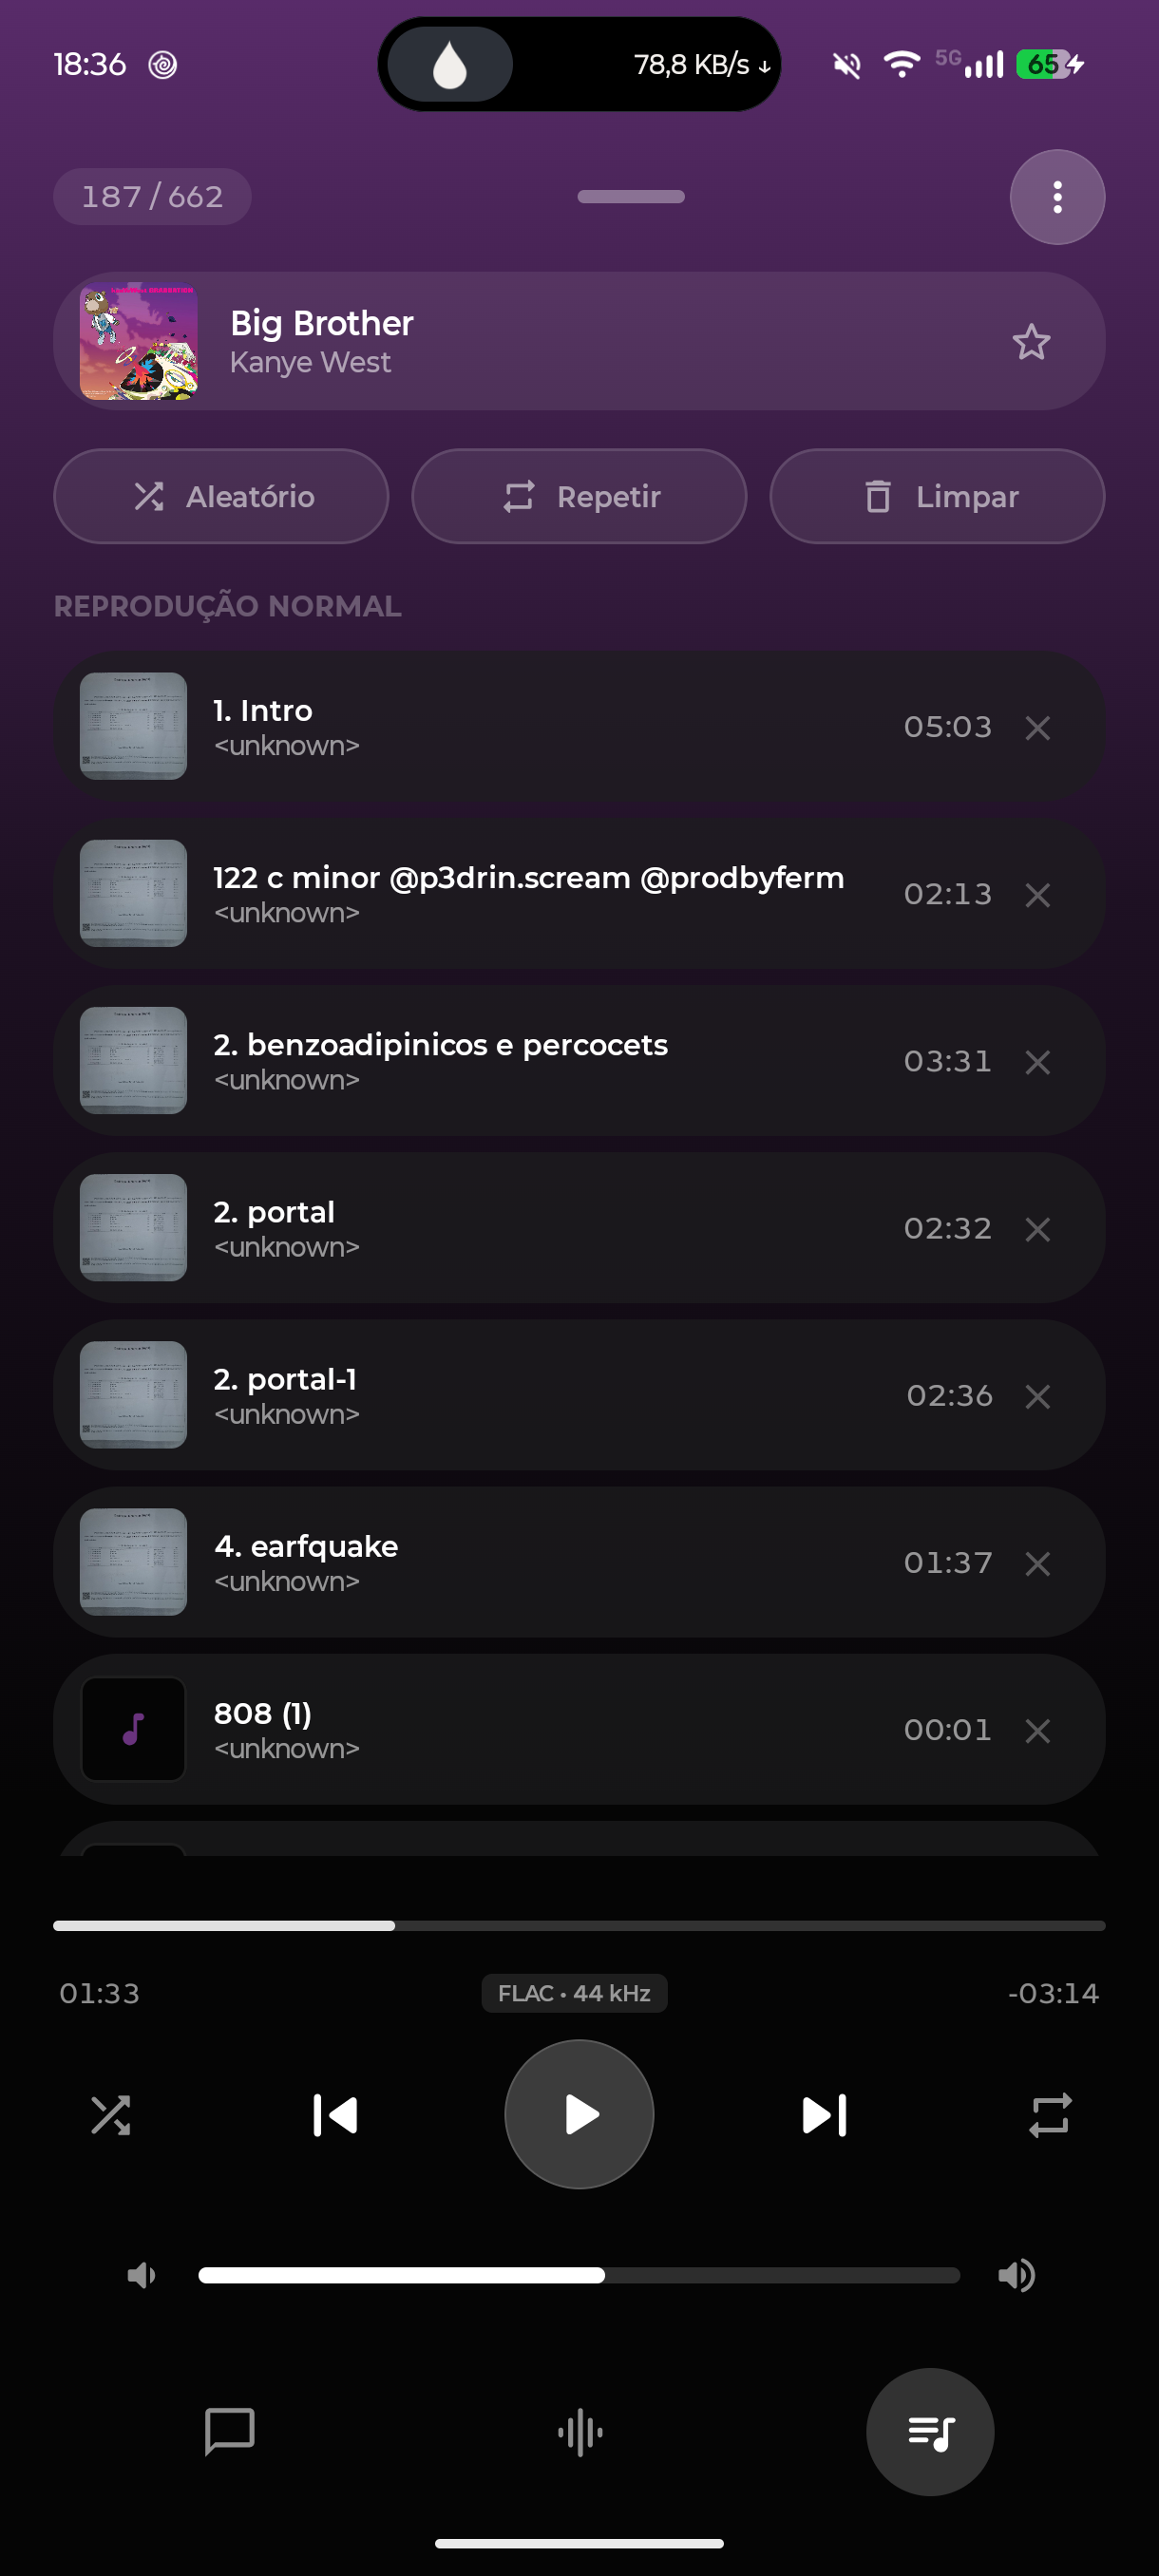 18:36
78,8 KB/s ↓
5G
65
187 / 662
Big Brother
Kanye West
Aleatório
Repetir
Limpar
REPRODUÇÃO NORMAL
1. Intro
<unknown>
05:03
122 c minor @p3drin.scream @prodbyferm
<unknown>
02:13
2. benzoadipinicos e percocets
<unknown>
03:31
2. portal
<unknown>
02:32
2. portal-1
<unknown>
02:36
4. earfquake
<unknown>
01:37
808 (1)
<unknown>
00:01
01:33
FLAC • 44 kHz
-03:14